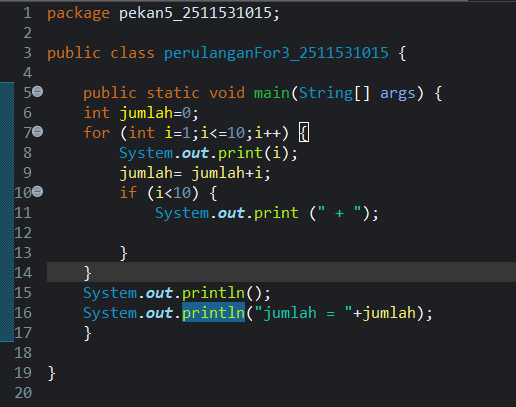 1 package pekan5_2511531015;
2
3 public class perulanganFor3_2511531015 {
4
5     public static void main(String[] args) {
6     int jumlah=0;
7     for (int i=1;i<=10;i++) {
8         System.out.print(i);
9         jumlah= jumlah+i;
10         if (i<10) {
11             System.out.print (" + ");
12
13         }
14     }
15     System.out.println();
16     System.out.println("jumlah = "+jumlah);
17     }
18
19 }
20